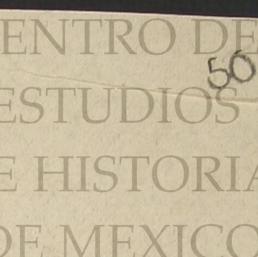 ENTRO DE
50
ESTUDIOS
E HISTORIA
DE MEXICO